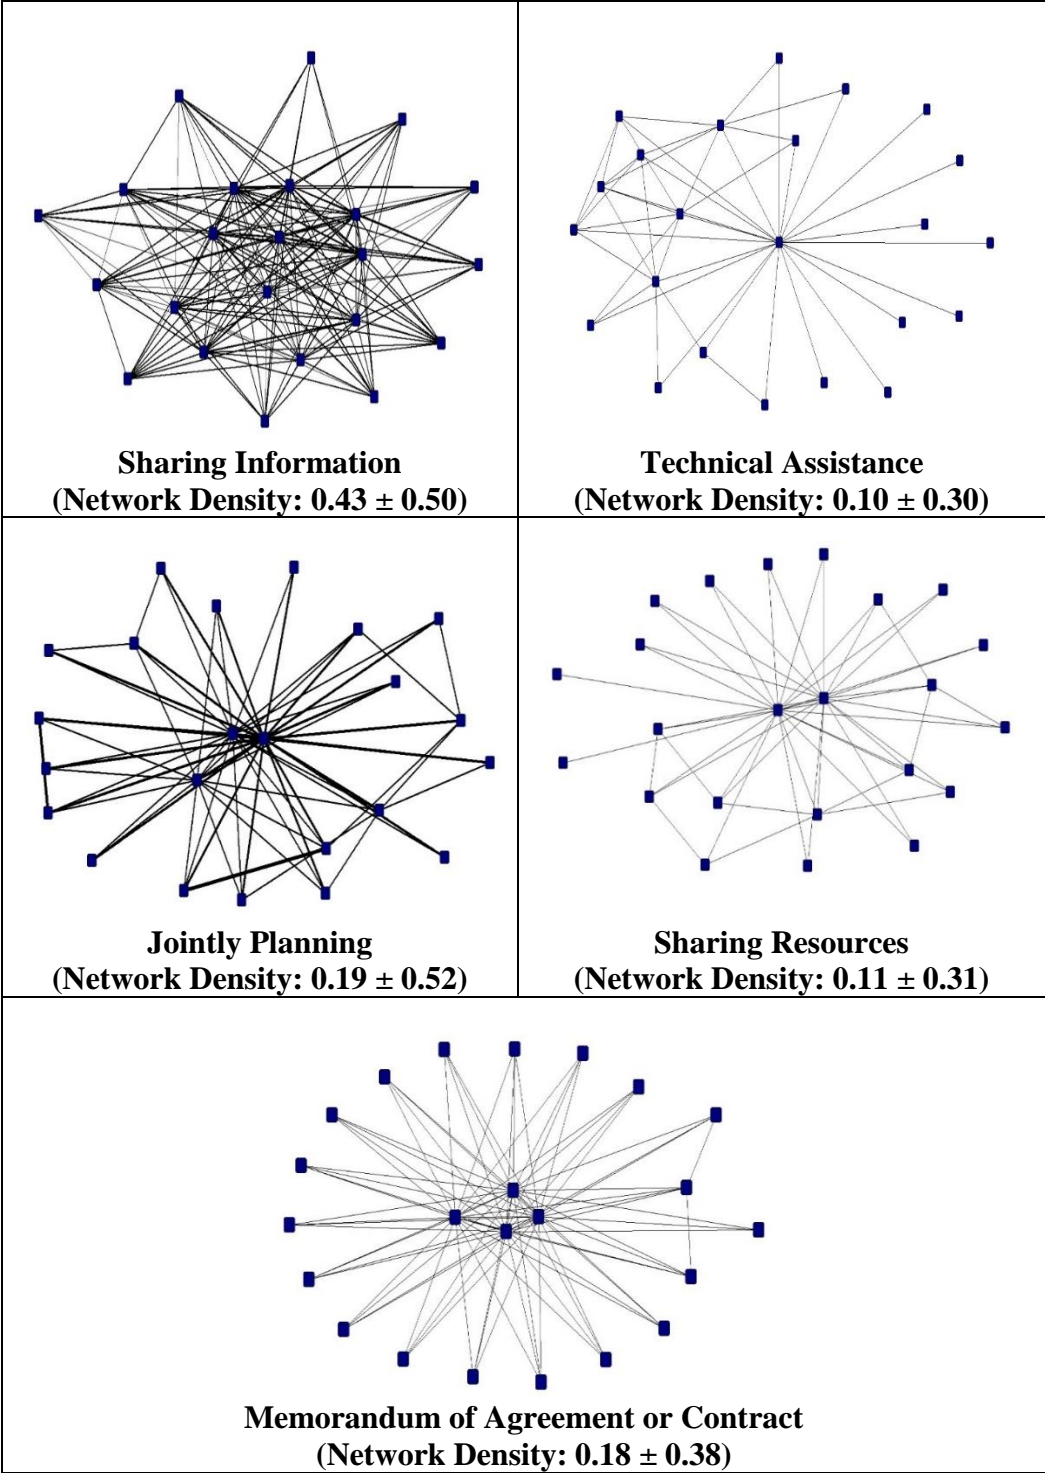 Sharing Information
(Network Density: 0.43 ± 0.50)
Technical Assistance
(Network Density: 0.10 ± 0.30)
Jointly Planning
(Network Density: 0.19 ± 0.52)
Sharing Resources
(Network Density: 0.11 ± 0.31)
Memorandum of Agreement or Contract
(Network Density: 0.18 ± 0.38)